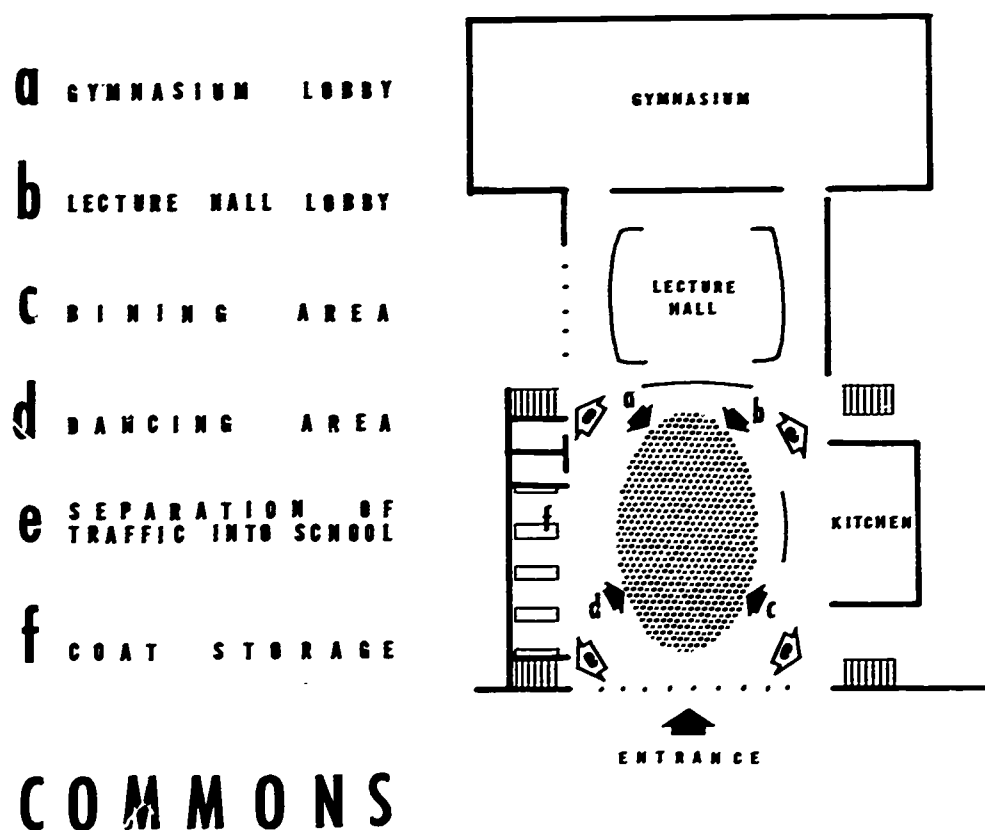 a GYMNASIUM LOBBY
b LECTURE HALL LOBBY
c DINING AREA
d DANCING AREA
e SEPARATION OF
TRAFFIC INTO SCHOOL
f COAT STORAGE
COMMONS
GYMNASIUM
LECTURE
HALL
a
b
e
e
f
KITCHEN
d
c
e
e
ENTRANCE